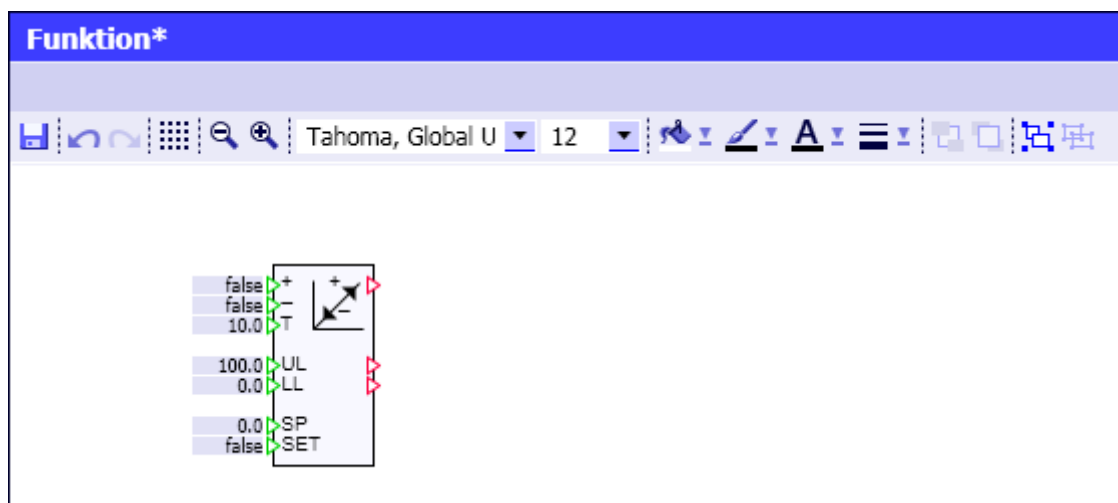 Funktion*
Tahoma, Global U 12 A
false + +
false – –
10.0 T
100.0 UL
0.0 LL
0.0 SP
false SET